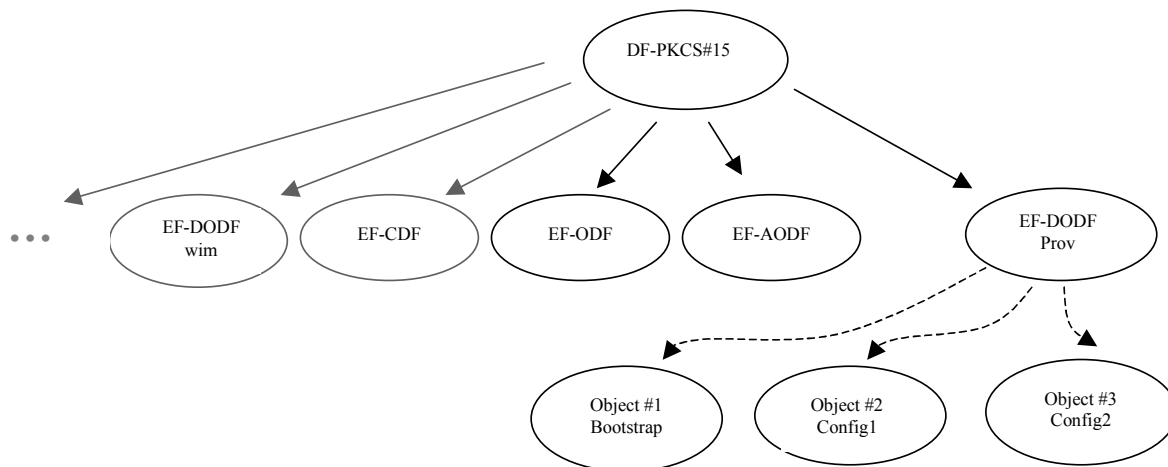 DF-PKCS#15
EF-DODF
wim
EF-CDF
EF-ODF
EF-AODF
EF-DODF
Prov
Object #1
Bootstrap
Object #2
Config1
Object #3
Config2